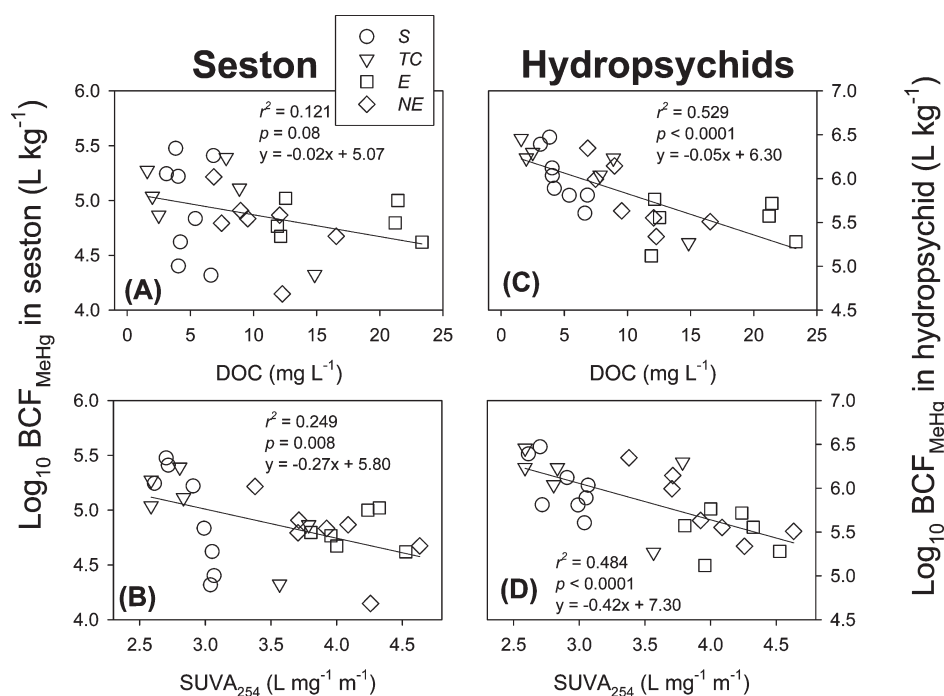 S
TC
E
NE
Seston
Hydropsychids
Log10 BCFMeHg in seston (L kg-1)
6.0
5.5
5.0
4.5
4.0
r2 = 0.121
p = 0.08
y = -0.02x + 5.07
(A)
0 5 10 15 20 25
DOC (mg L-1)
7.0
6.5
6.0
5.5
5.0
4.5
r2 = 0.529
p < 0.0001
y = -0.05x + 6.30
(C)
0 5 10 15 20 25
DOC (mg L-1)
6.0
5.5
5.0
4.5
4.0
r2 = 0.249
p = 0.008
y = -0.27x + 5.80
(B)
2.5 3.0 3.5 4.0 4.5
SUVA254 (L mg-1 m-1)
7.0
6.5
6.0
5.5
5.0
4.5
r2 = 0.484
p < 0.0001
y = -0.42x + 7.30
(D)
2.5 3.0 3.5 4.0 4.5
SUVA254 (L mg-1 m-1)
Log10 BCFMeHg in hydropsychid (L kg-1)